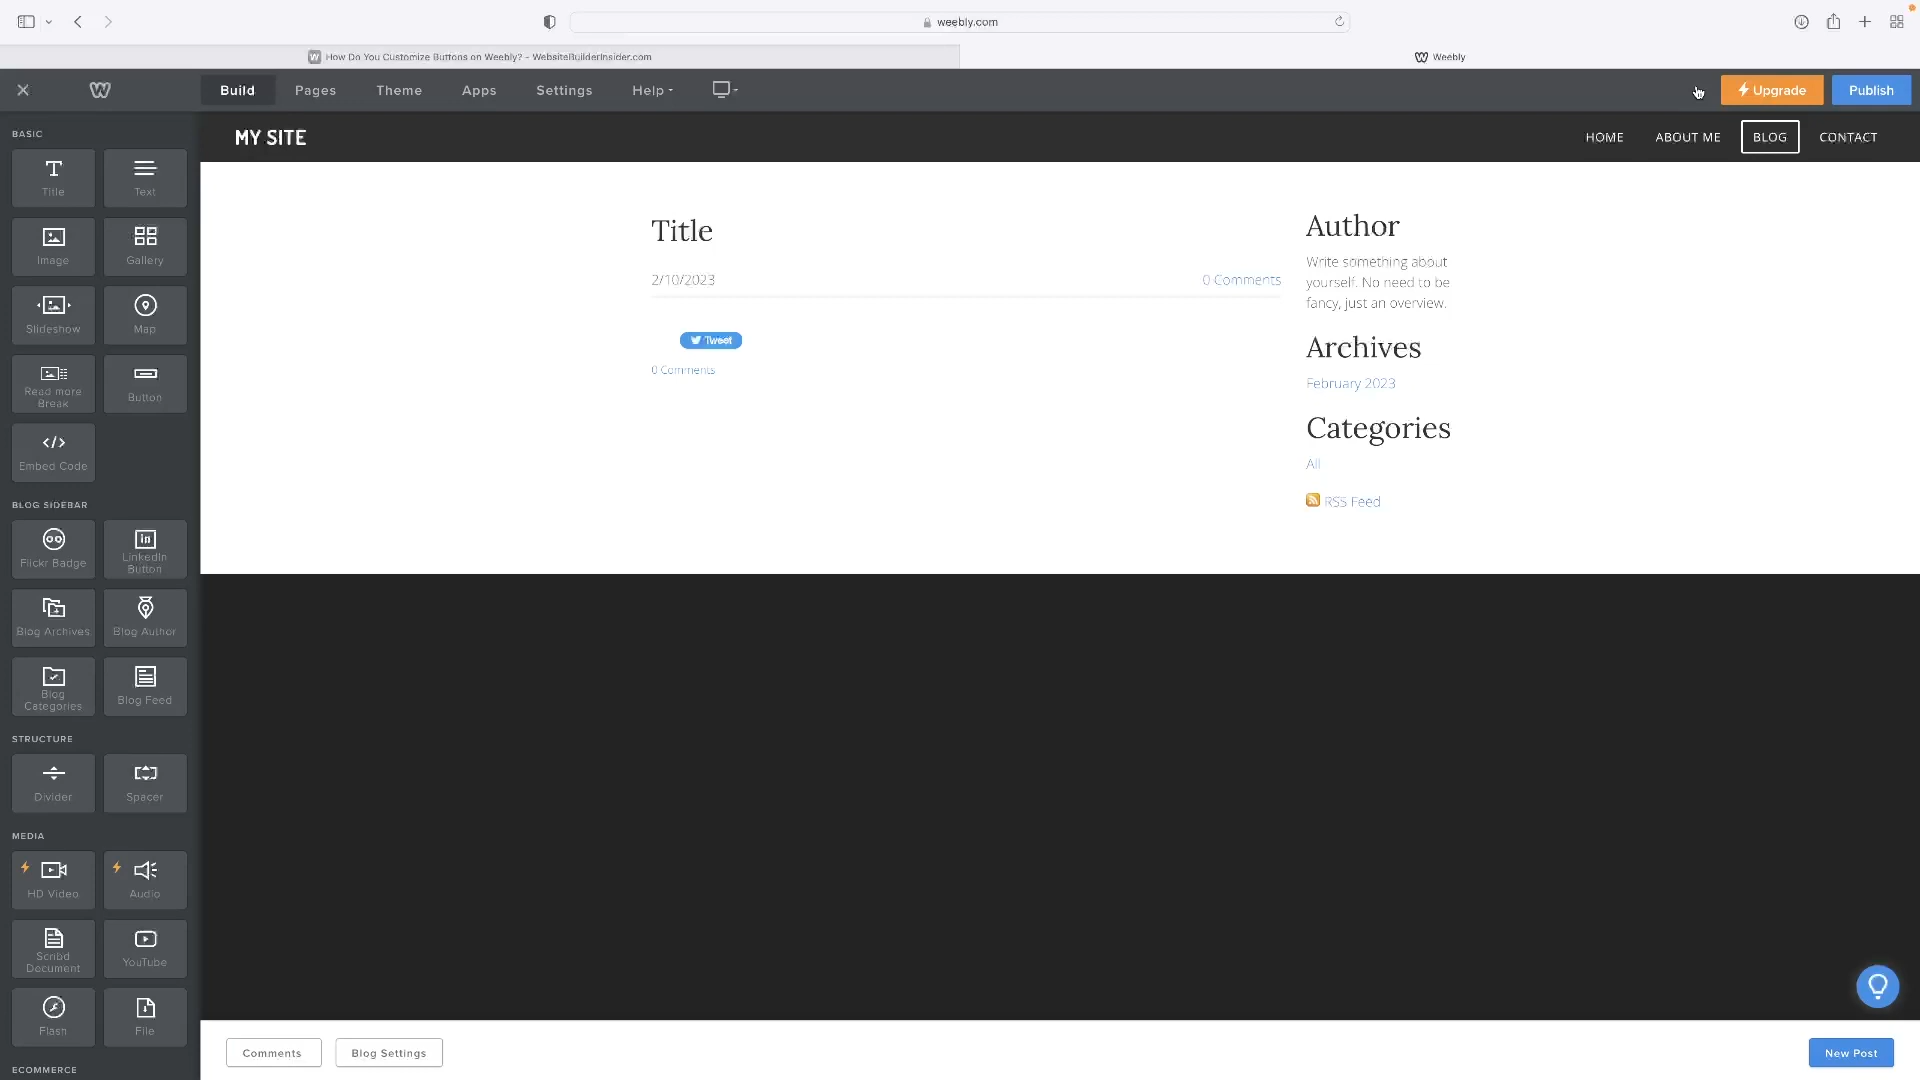 weebly.com
How Do You Customize Buttons on Weebly? - WebsiteBuilderInsider.com
Weebly
Build
Pages
Theme
Apps
Settings
Help
Upgrade
Publish
MY SITE
HOME
ABOUT ME
BLOG
CONTACT
BASIC
Title
Text
Image
Gallery
Slideshow
Map
Read more
Break
Button
Embed Code
BLOG SIDEBAR
Flickr Badge
LinkedIn
Button
Blog Archives
Blog Author
Blog
Categories
Blog Feed
STRUCTURE
Divider
Spacer
MEDIA
HD Video
Audio
Scribd
Document
YouTube
Flash
File
ECOMMERCE
Title
2/10/2023
0 Comments
Tweet
0 Comments
Author
Write something about
yourself. No need to be
fancy, just an overview.
Archives
February 2023
Categories
All
RSS Feed
Comments
Blog Settings
New Post